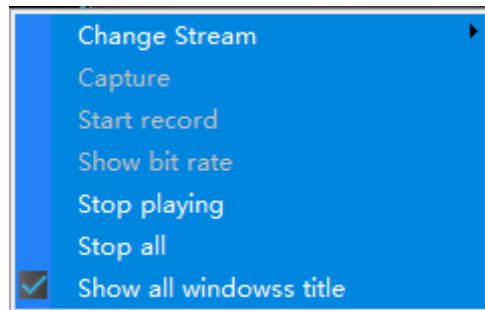 Change Stream
Capture
Start record
Show bit rate
Stop playing
Stop all
Show all windowss title